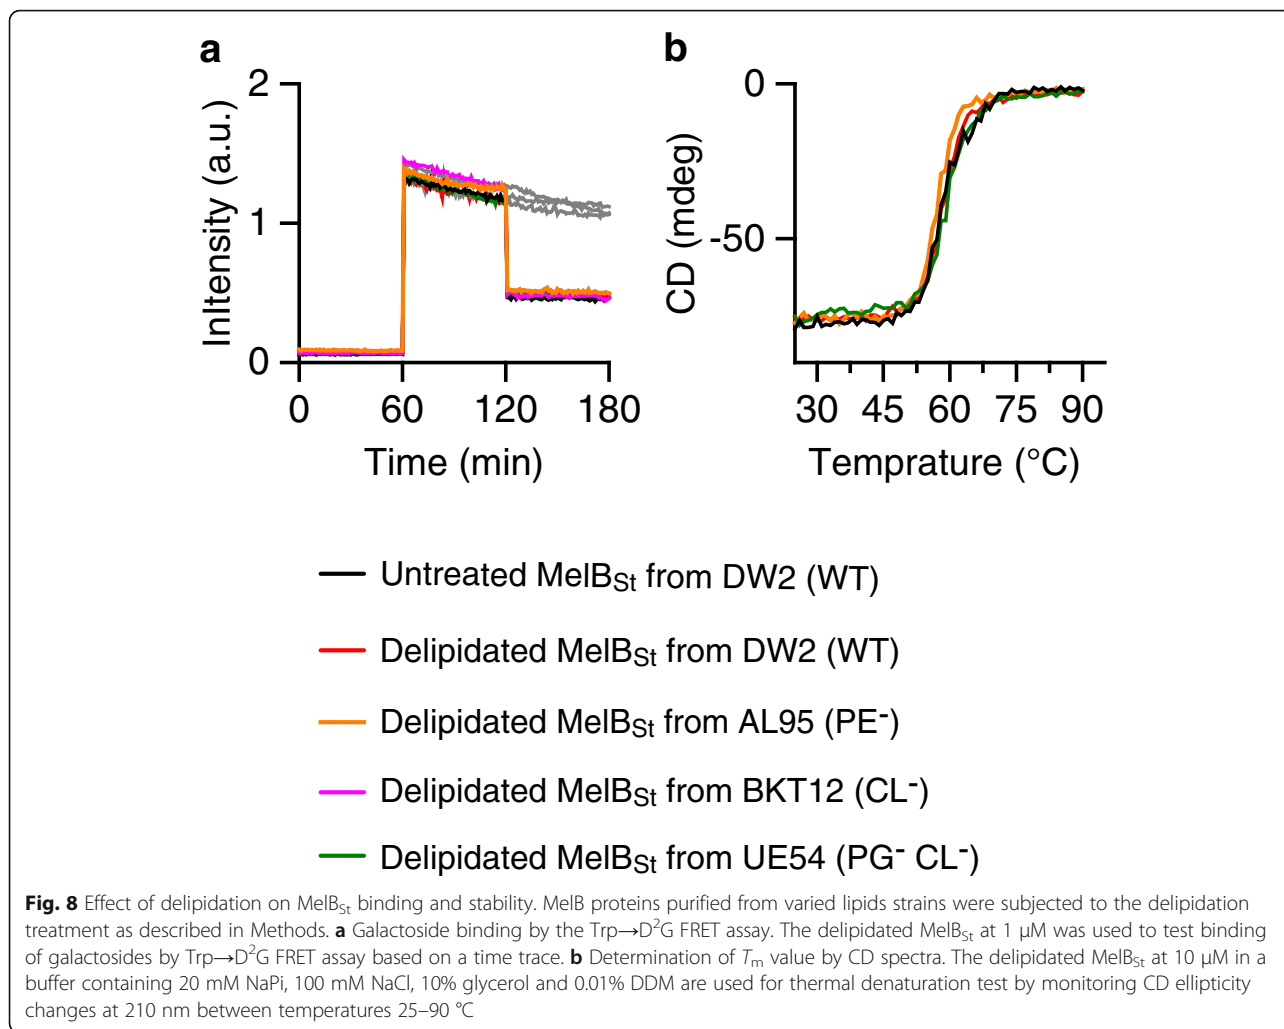 a
b
2
1
0
InItensity (a.u.)
0
60
120
180
Time (min)
0
-50
CD (mdeg)
30
45
60
75
90
Temprature (°C)
Untreated MelBSt from DW2 (WT)
Delipidated MelBSt from DW2 (WT)
Delipidated MelBSt from AL95 (PE-)
Delipidated MelBSt from BKT12 (CL-)
Delipidated MelBSt from UE54 (PG- CL-)
Fig. 8 Effect of delipidation on MelBSt binding and stability. MelB proteins purified from varied lipids strains were subjected to the delipidation
treatment as described in Methods. a Galactoside binding by the Trp→D²G FRET assay. The delipidated MelBSt at 1 μM was used to test binding
of galactosides by Trp→D²G FRET assay based on a time trace. b Determination of Tm value by CD spectra. The delipidated MelBSt at 10 μM in a
buffer containing 20 mM NaPi, 100 mM NaCl, 10% glycerol and 0.01% DDM are used for thermal denaturation test by monitoring CD ellipticity
changes at 210 nm between temperatures 25–90 °C